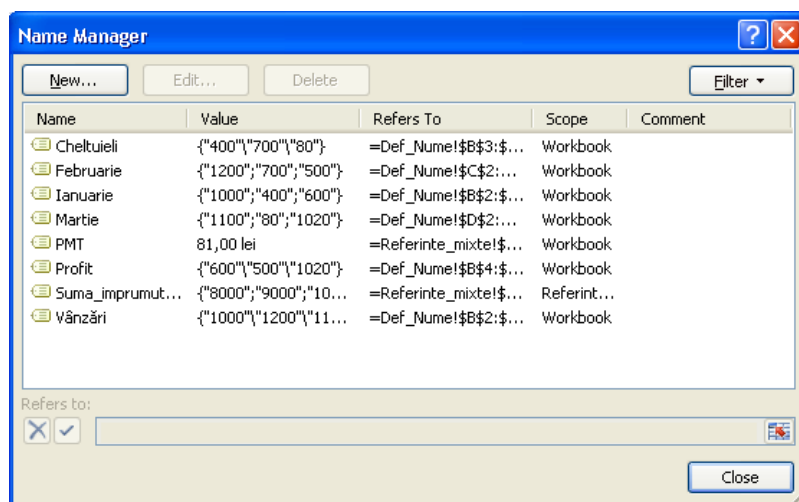 Name Manager
New... Edit... Delete Filter
Name Value Refers To Scope Comment
Cheltuieli {"400"\"700"\"80"} =Def_Nume!$B$3:$... Workbook
Februarie {"1200";"700";"500"} =Def_Nume!$C$2:... Workbook
Ianuarie {"1000";"400";"600"} =Def_Nume!$B$2:$... Workbook
Martie {"1100";"80";"1020"} =Def_Nume!$D$2:... Workbook
PMT 81,00 lei =Referinte_mixte!$... Workbook
Profit {"600"\"500"\"1020"} =Def_Nume!$B$4:$... Workbook
Suma_imprumut... {"8000";"9000";"10... =Referinte_mixte!$... Referint...
Vânzări {"1000"\"1200"\"11... =Def_Nume!$B$2:$... Workbook
Refers to:
Close